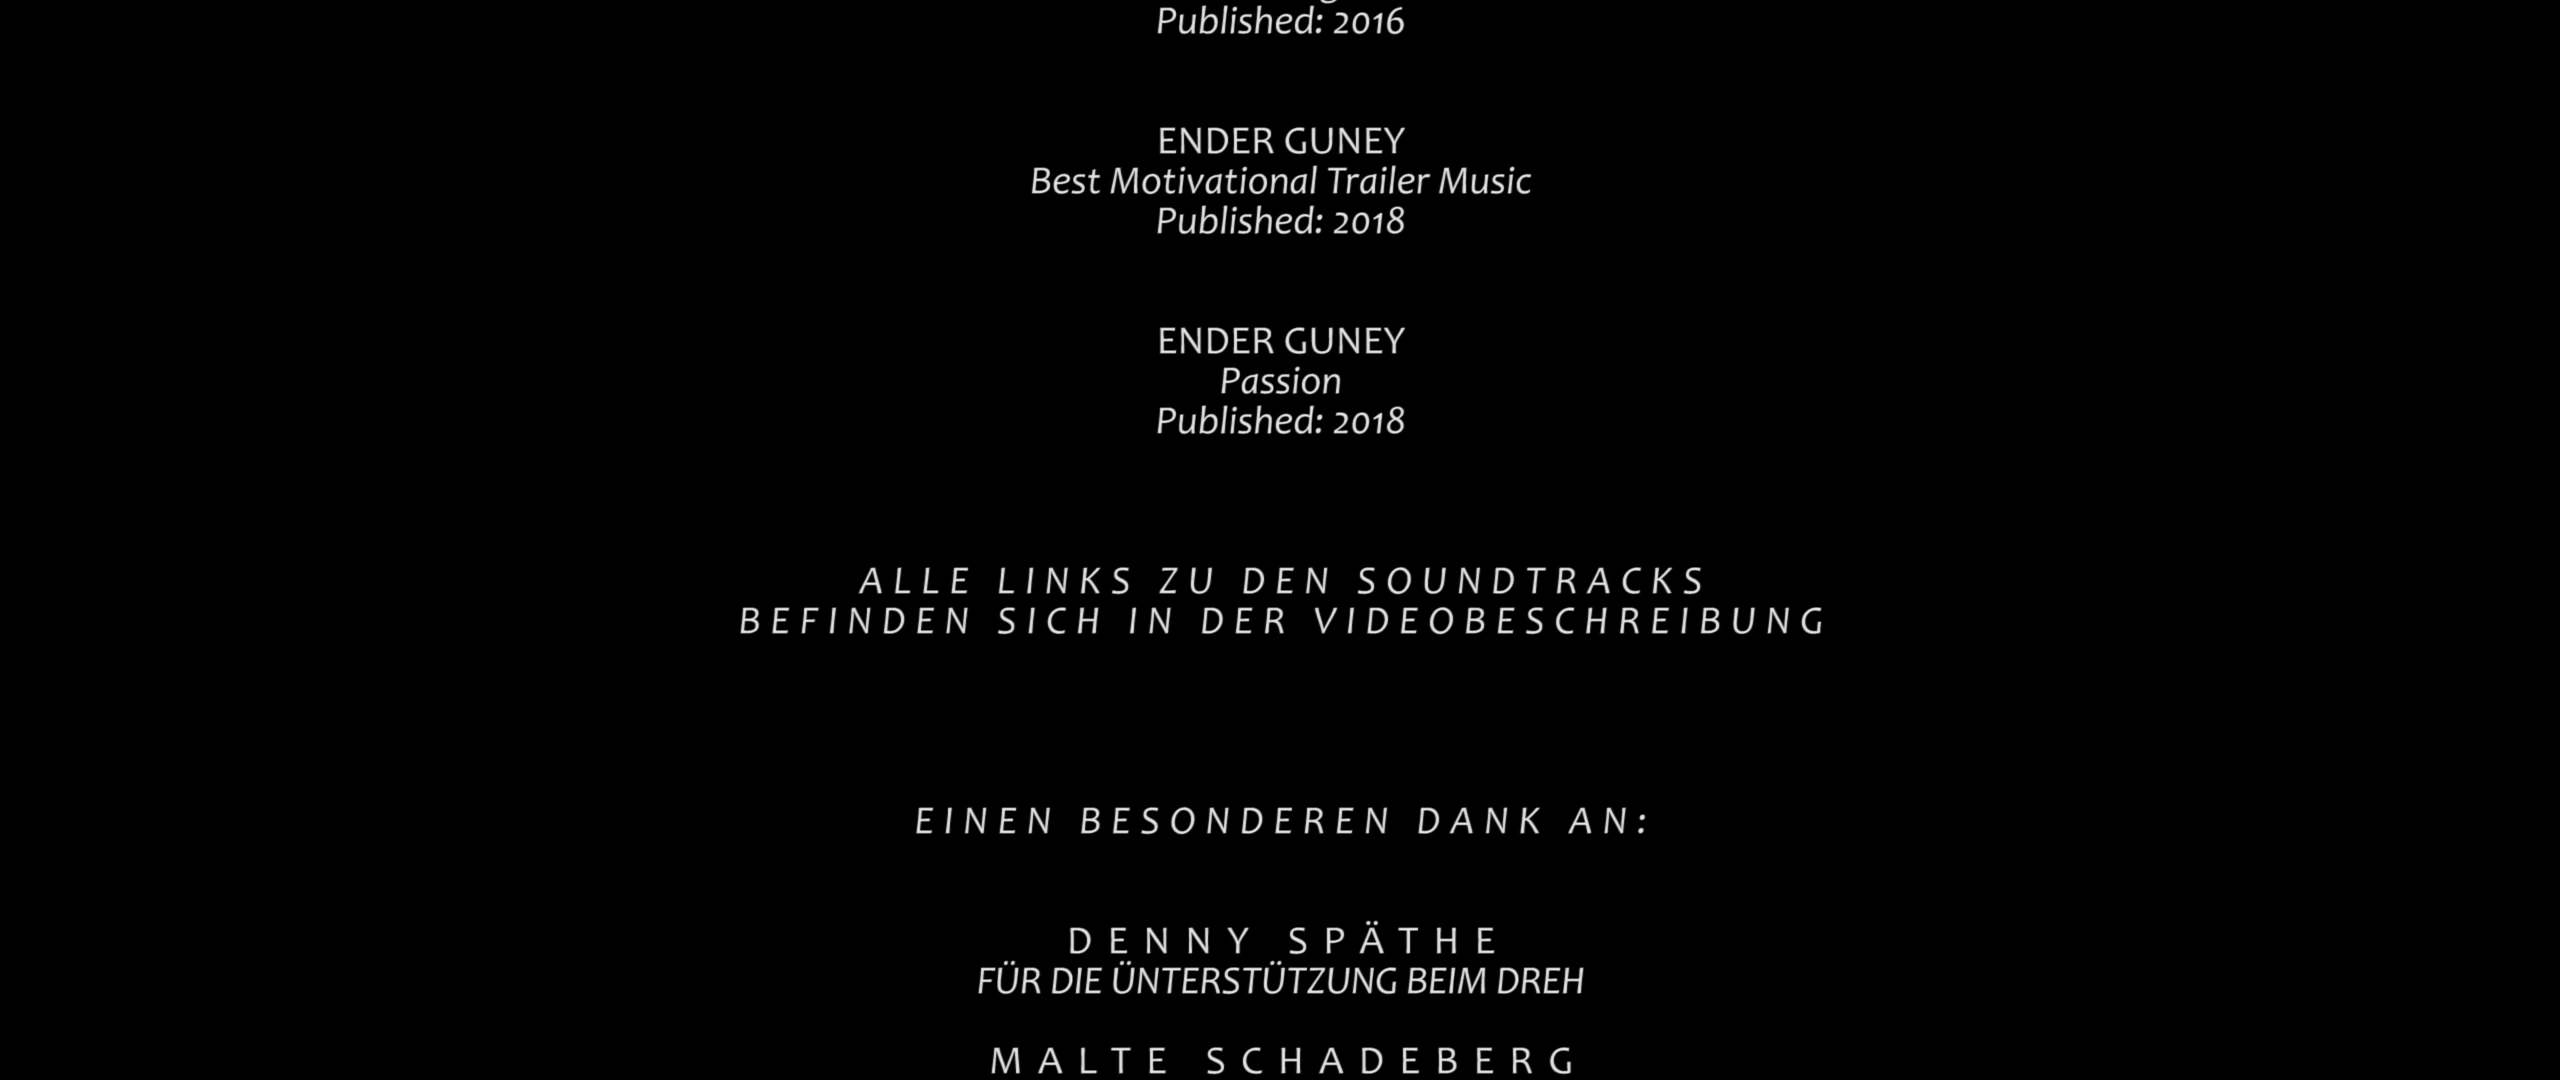 Published: 2016
ENDER GUNEY
Best Motivational Trailer Music
Published: 2018
ENDER GUNEY
Passion
Published: 2018
ALLE LINKS ZU DEN SOUNDTRACKS
BEFINDEN SICH IN DER VIDEOBESCHREIBUNG
EINEN BESONDEREN DANK AN:
DENNY SPÄTHE
FÜR DIE ÜNTERSTÜTZUNG BEIM DREH
MALTE SCHADEBERG